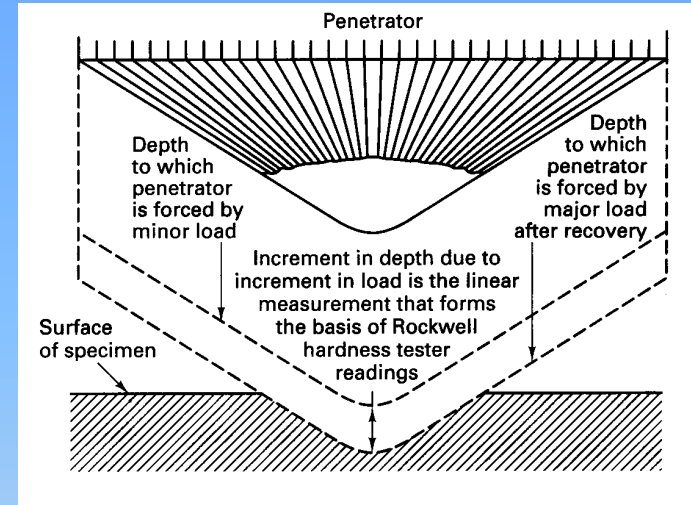 Penetrator
Depth
to which
penetrator
is forced by
minor load
Depth
to which
penetrator
is forced by
major load
after recovery
Increment in depth due to
increment in load is the linear
measurement that forms
the basis of Rockwell
hardness tester
readings
Surface
of specimen